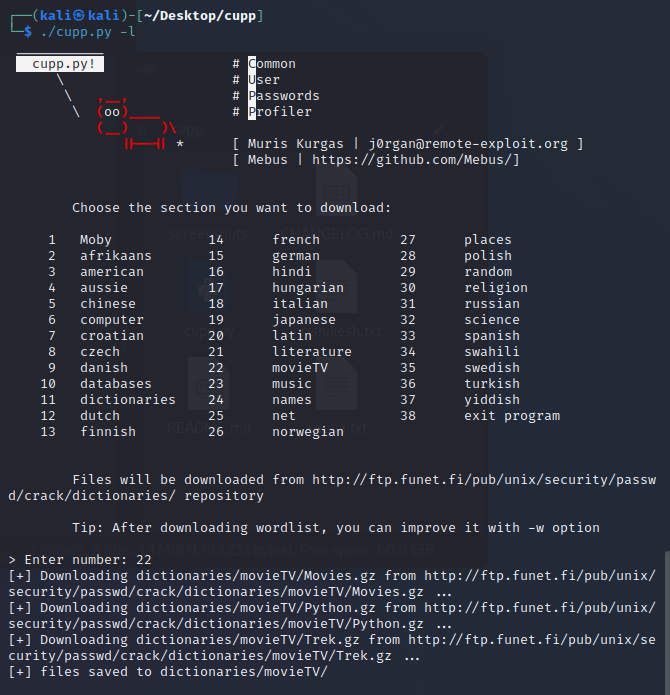 ┌──(kali㉿kali)-[~/Desktop/cupp]
└─$ ./cupp.py -l
cupp.py! # Common
\ # User
\ ,__, # Passwords
\ (oo)____ # Profiler
(__) )\
||--|| * [ Muris Kurgas | j0rgan@remote-exploit.org ]
[ Mebus | https://github.com/Mebus/]
Choose the section you want to download:
1 Moby 14 french 27 places
2 afrikaans 15 german 28 polish
3 american 16 hindi 29 random
4 aussie 17 hungarian 30 religion
5 chinese 18 italian 31 russian
6 computer 19 japanese 32 science
7 croatian 20 latin 33 spanish
8 czech 21 literature 34 swahili
9 danish 22 movieTV 35 swedish
10 databases 23 music 36 turkish
11 dictionaries 24 names 37 yiddish
12 dutch 25 net 38 exit program
13 finnish 26 norwegian
Files will be downloaded from http://ftp.funet.fi/pub/unix/security/passw
d/crack/dictionaries/ repository
Tip: After downloading wordlist, you can improve it with -w option
> Enter number: 22
[+] Downloading dictionaries/movieTV/Movies.gz from http://ftp.funet.fi/pub/unix/
security/passwd/crack/dictionaries/movieTV/Movies.gz ...
[+] Downloading dictionaries/movieTV/Python.gz from http://ftp.funet.fi/pub/unix/
security/passwd/crack/dictionaries/movieTV/Python.gz ...
[+] Downloading dictionaries/movieTV/Trek.gz from http://ftp.funet.fi/pub/unix/se
curity/passwd/crack/dictionaries/movieTV/Trek.gz ...
[+] files saved to dictionaries/movieTV/